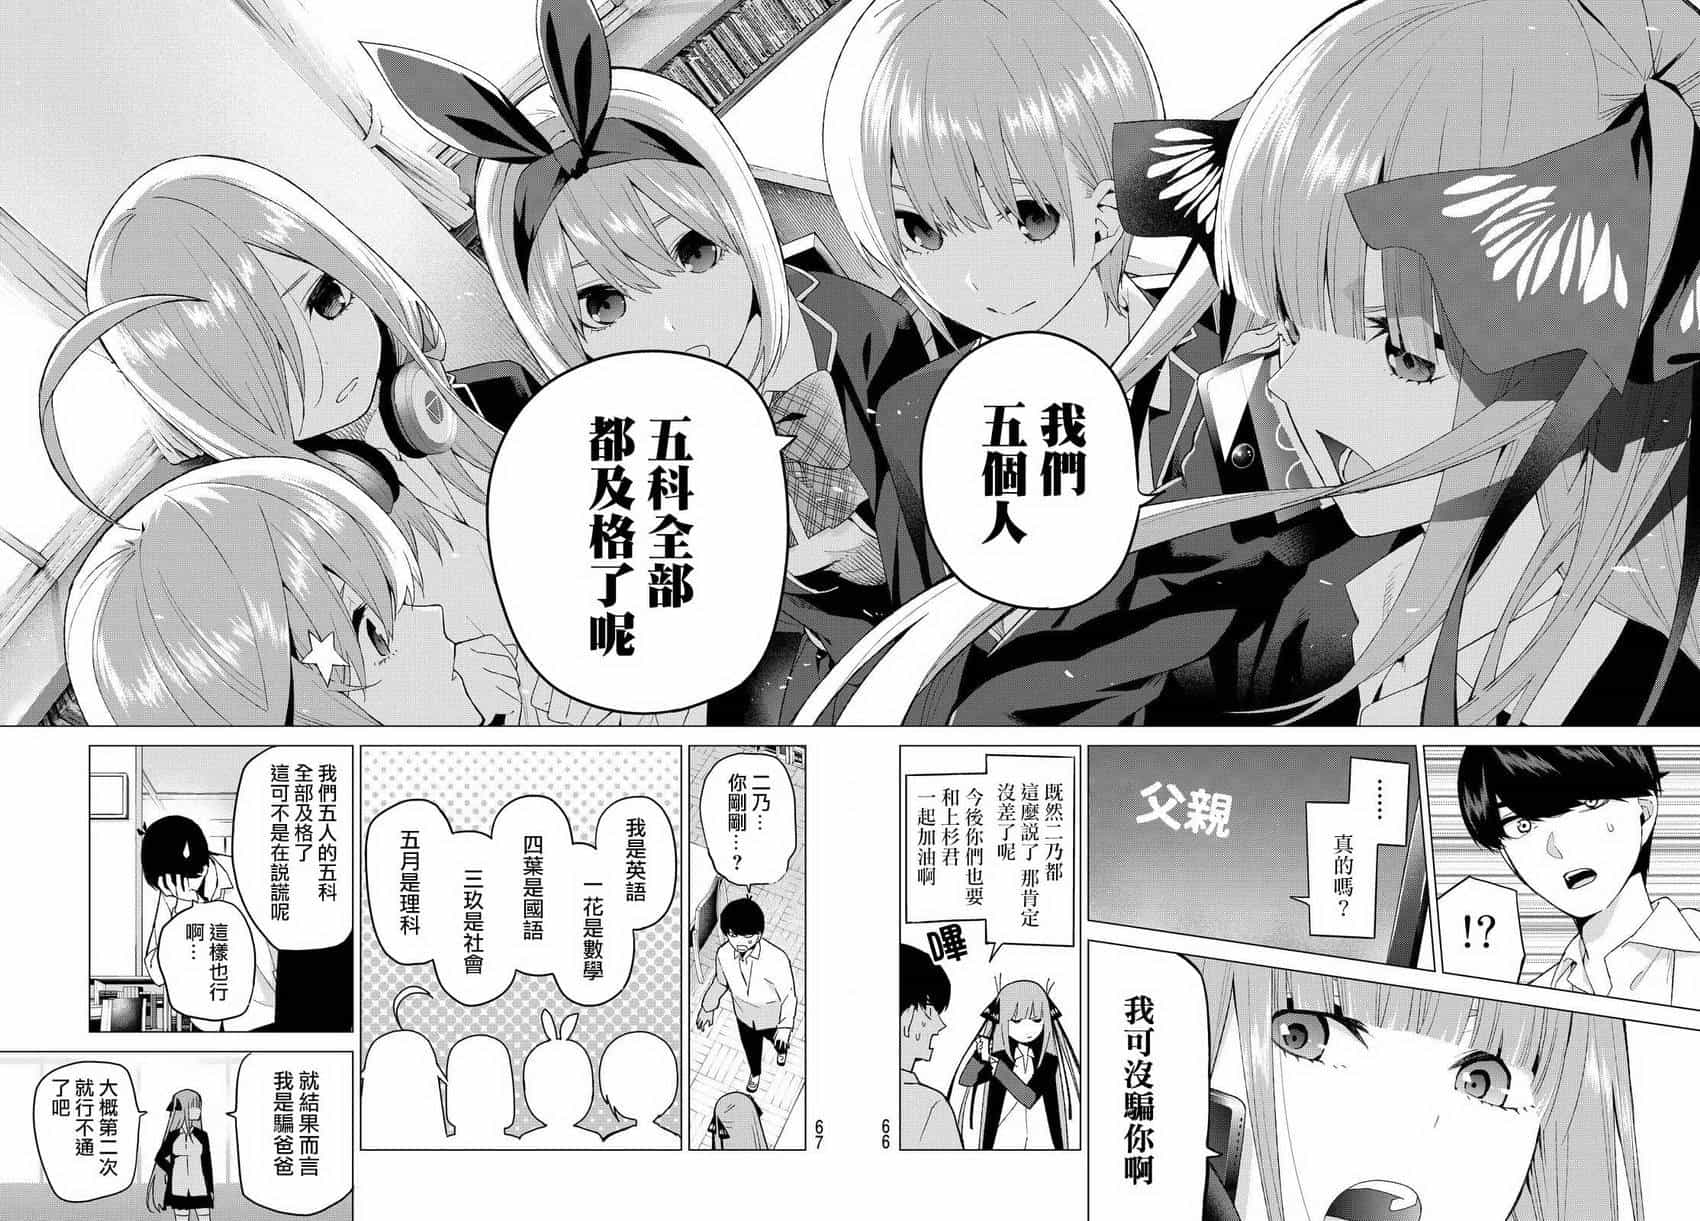 我們
五個人
五科全部
都及格了呢
!?
……
真的嗎？
父親
我可沒騙你啊
既然二乃都
這麼説了 那肯定
沒差了呢
今後你們也要
和上杉君
一起加油啊
嗶
66
67
二乃…
你剛剛…？
我是英語
一花是數學
四葉是國語
三玖是社會
五月是理科
我們五人的五科
全部及格了
這可不是在説謊呢
這樣也行
啊…
就結果而言
我是騙爸爸
大概第二次
就行不通
了吧